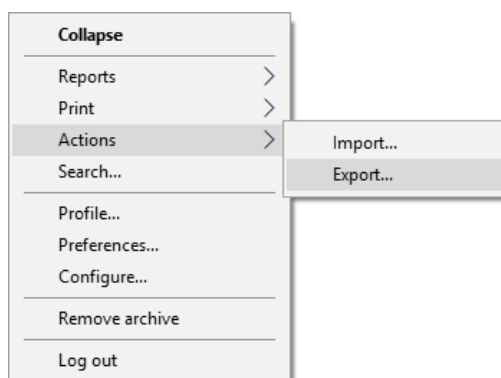 Collapse
Reports
Print
Actions
Import...
Search...
Export...
Profile...
Preferences...
Configure...
Remove archive
Log out